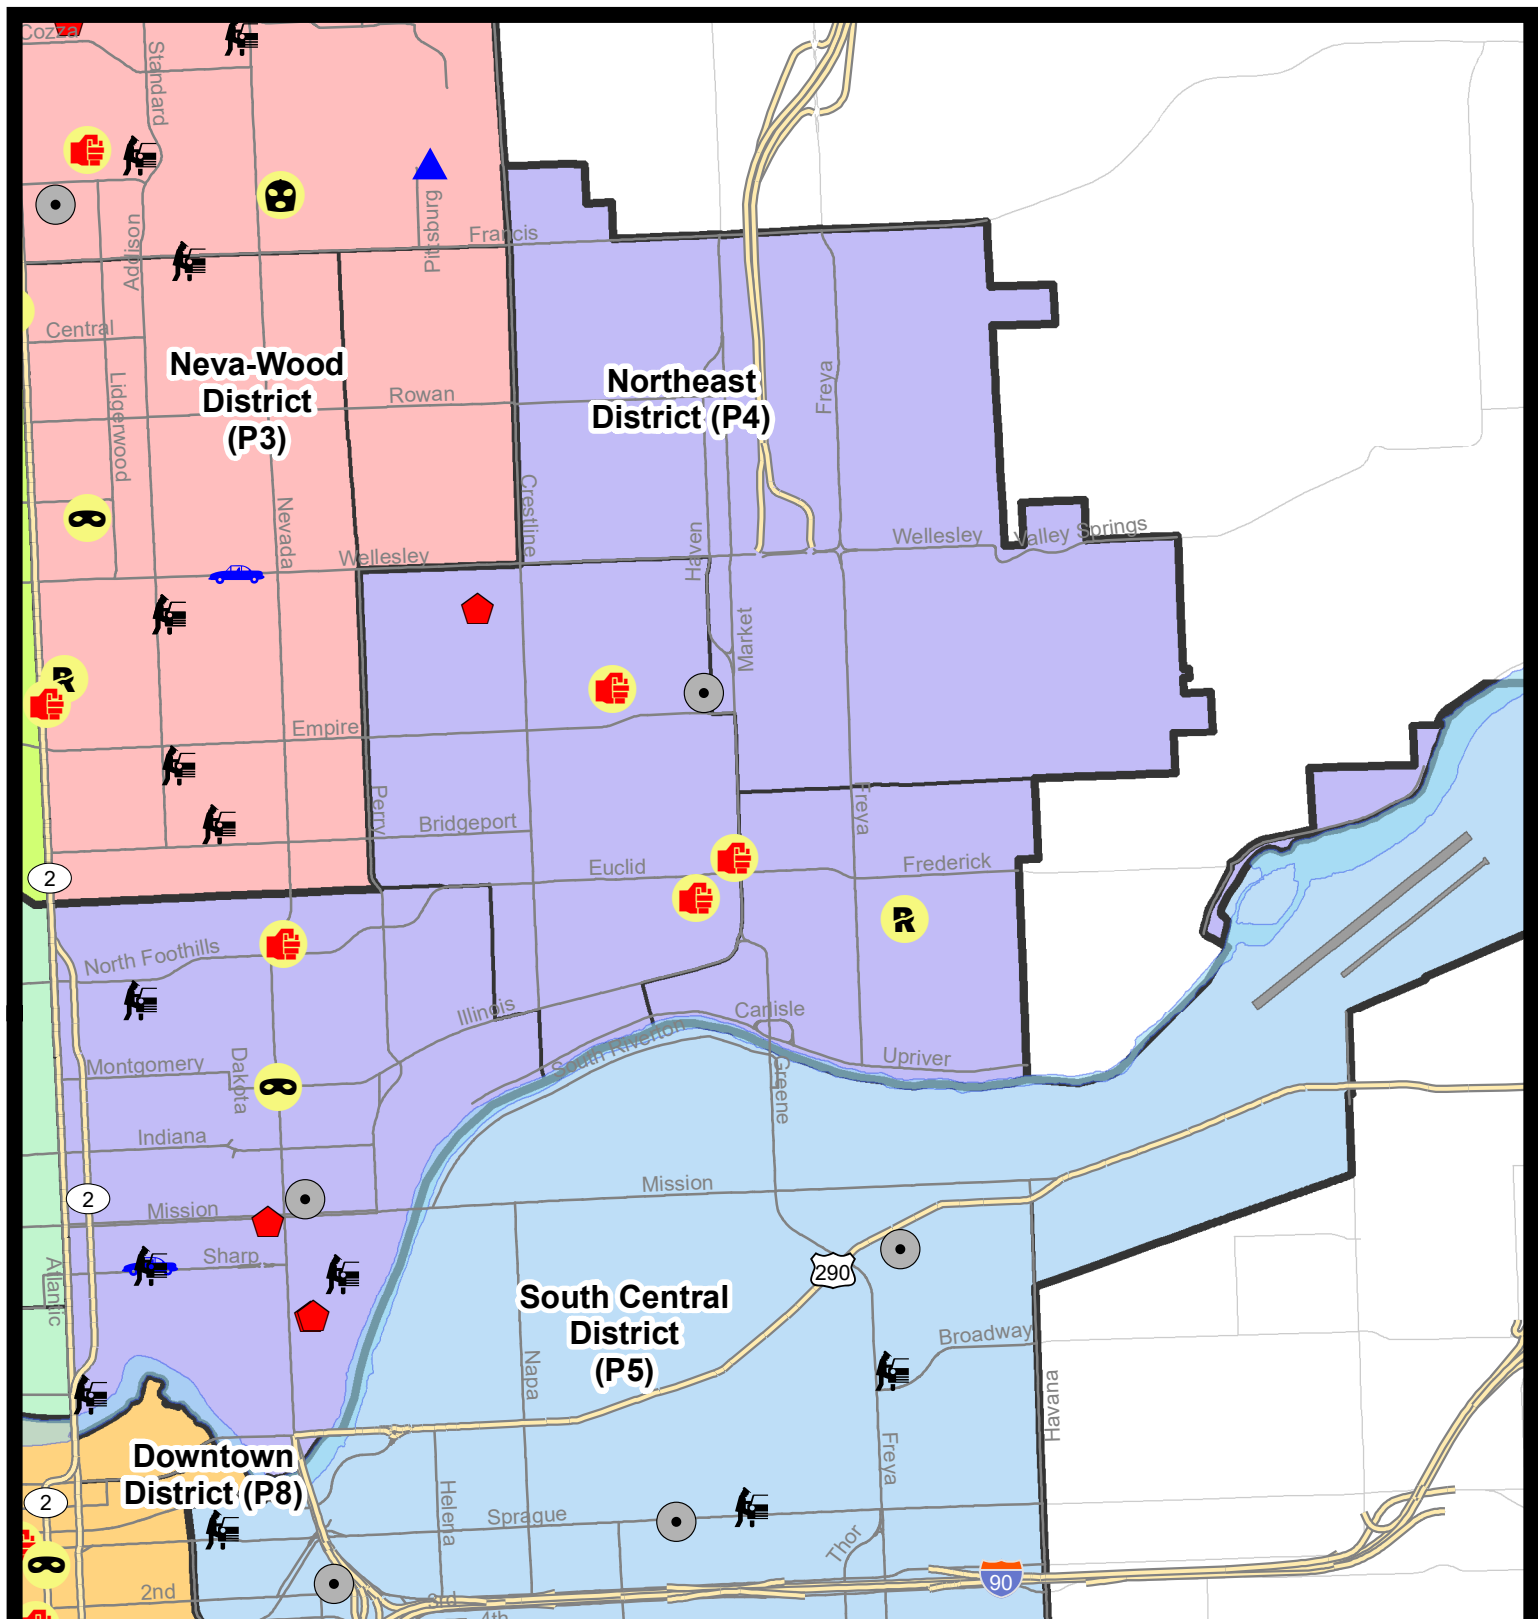 Cozza
Standard
Pittsburg
Francis
Addison
Central
Neva-Wood
District
(P3)
Lidgerwood
Rowan
Northeast
District (P4)
Freya
Crestline
Nevada
Wellesley
Haven
Wellesley
Valley Springs
Market
Empire
Perry
Bridgeport
Freya
Euclid
Frederick
2
North Foothills
Illinois
Carlisle
South Riverton
Upriver
Montgomery
Dakota
Greene
Indiana
Mission
2
Mission
Sharp
Atlantic
290
South Central
District
(P5)
Broadway
Napa
Havana
Downtown
District (P8)
Freya
Helena
2
Sprague
Thor
90
2nd
3rd
4th